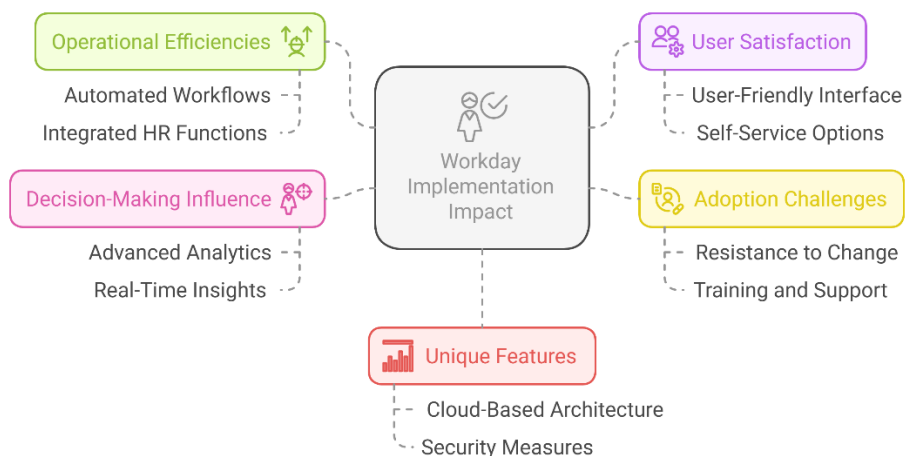 Operational Efficiencies
Automated Workflows
Integrated HR Functions
Decision-Making Influence
Advanced Analytics
Real-Time Insights
Workday
Implementation
Impact
User Satisfaction
User-Friendly Interface
Self-Service Options
Adoption Challenges
Resistance to Change
Training and Support
Unique Features
Cloud-Based Architecture
Security Measures